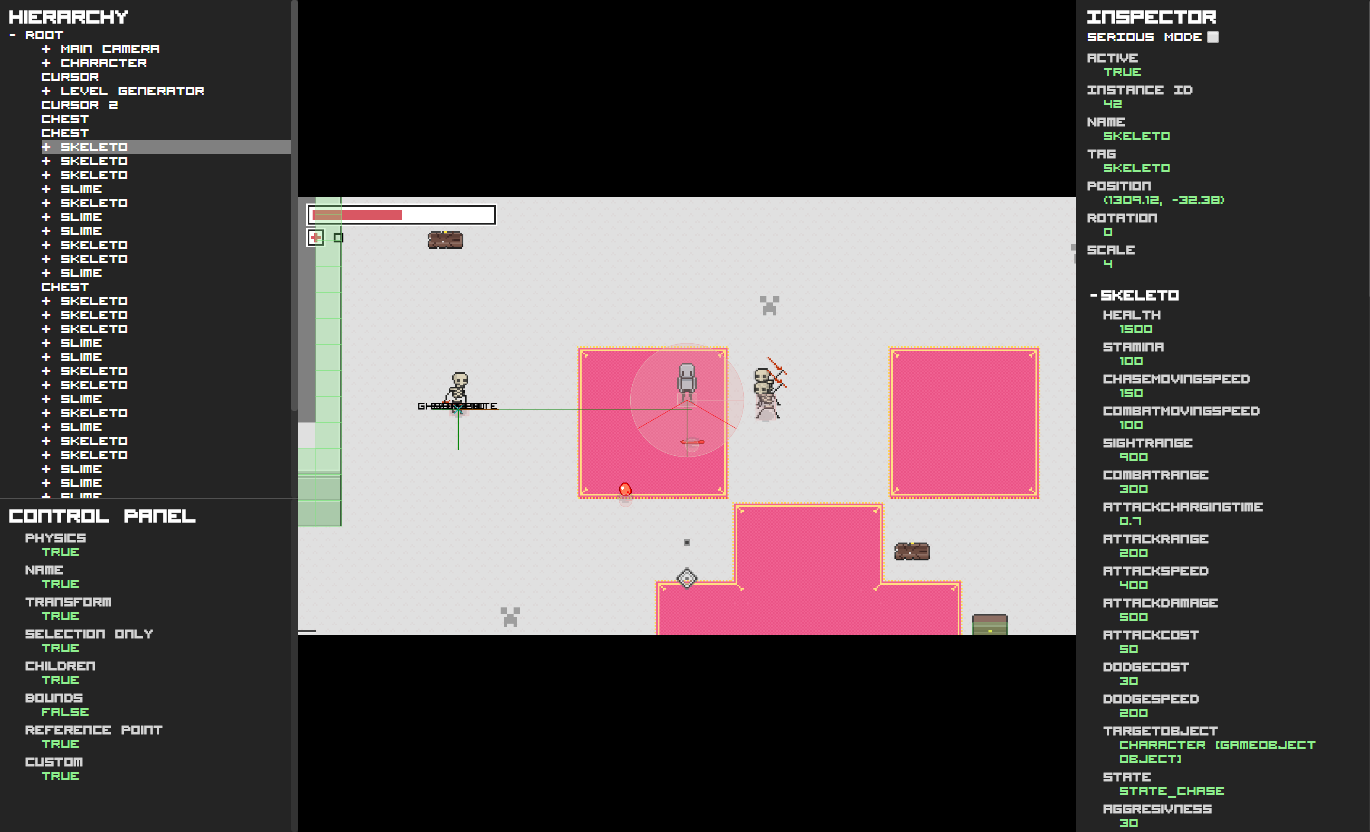 HIERARCHY
- ROOT
+ MAIN CAMERA
+ CHARACTER
CURSOR
+ LEVEL GENERATOR
CURSOR 2
CHEST
CHEST
+ SKELETO
+ SKELETO
+ SKELETO
+ SLIME
+ SKELETO
+ SLIME
+ SLIME
+ SKELETO
+ SKELETO
+ SLIME
CHEST
+ SKELETO
+ SKELETO
+ SKELETO
+ SLIME
+ SLIME
+ SKELETO
+ SKELETO
+ SLIME
+ SKELETO
+ SLIME
+ SKELETO
+ SKELETO
+ SLIME
+ SLIME
+ SLIME
CONTROL PANEL
PHYSICS
TRUE
NAME
TRUE
TRANSFORM
TRUE
SELECTION ONLY
TRUE
CHILDREN
TRUE
BOUNDS
FALSE
REFERENCE POINT
TRUE
CUSTOM
TRUE
INSPECTOR
SERIOUS MODE
ACTIVE
TRUE
INSTANCE ID
42
NAME
SKELETO
TAG
SKELETO
POSITION
(1309.12, -32.38)
ROTATION
0
SCALE
4
-SKELETO
HEALTH
1500
STAMINA
100
CHASEMOVINGSPEED
150
COMBATMOVINGSPEED
100
SIGHTRANGE
900
COMBATRANGE
300
ATTACKCHARGINGTIME
0.7
ATTACKRANGE
200
ATTACKSPEED
400
ATTACKDAMAGE
500
ATTACKCOST
50
DODGECOST
30
DODGESPEED
200
TARGETOBJECT
CHARACTER [GAMEOBJECT
OBJECT]
STATE
STATE_CHASE
AGGRESIVNESS
30